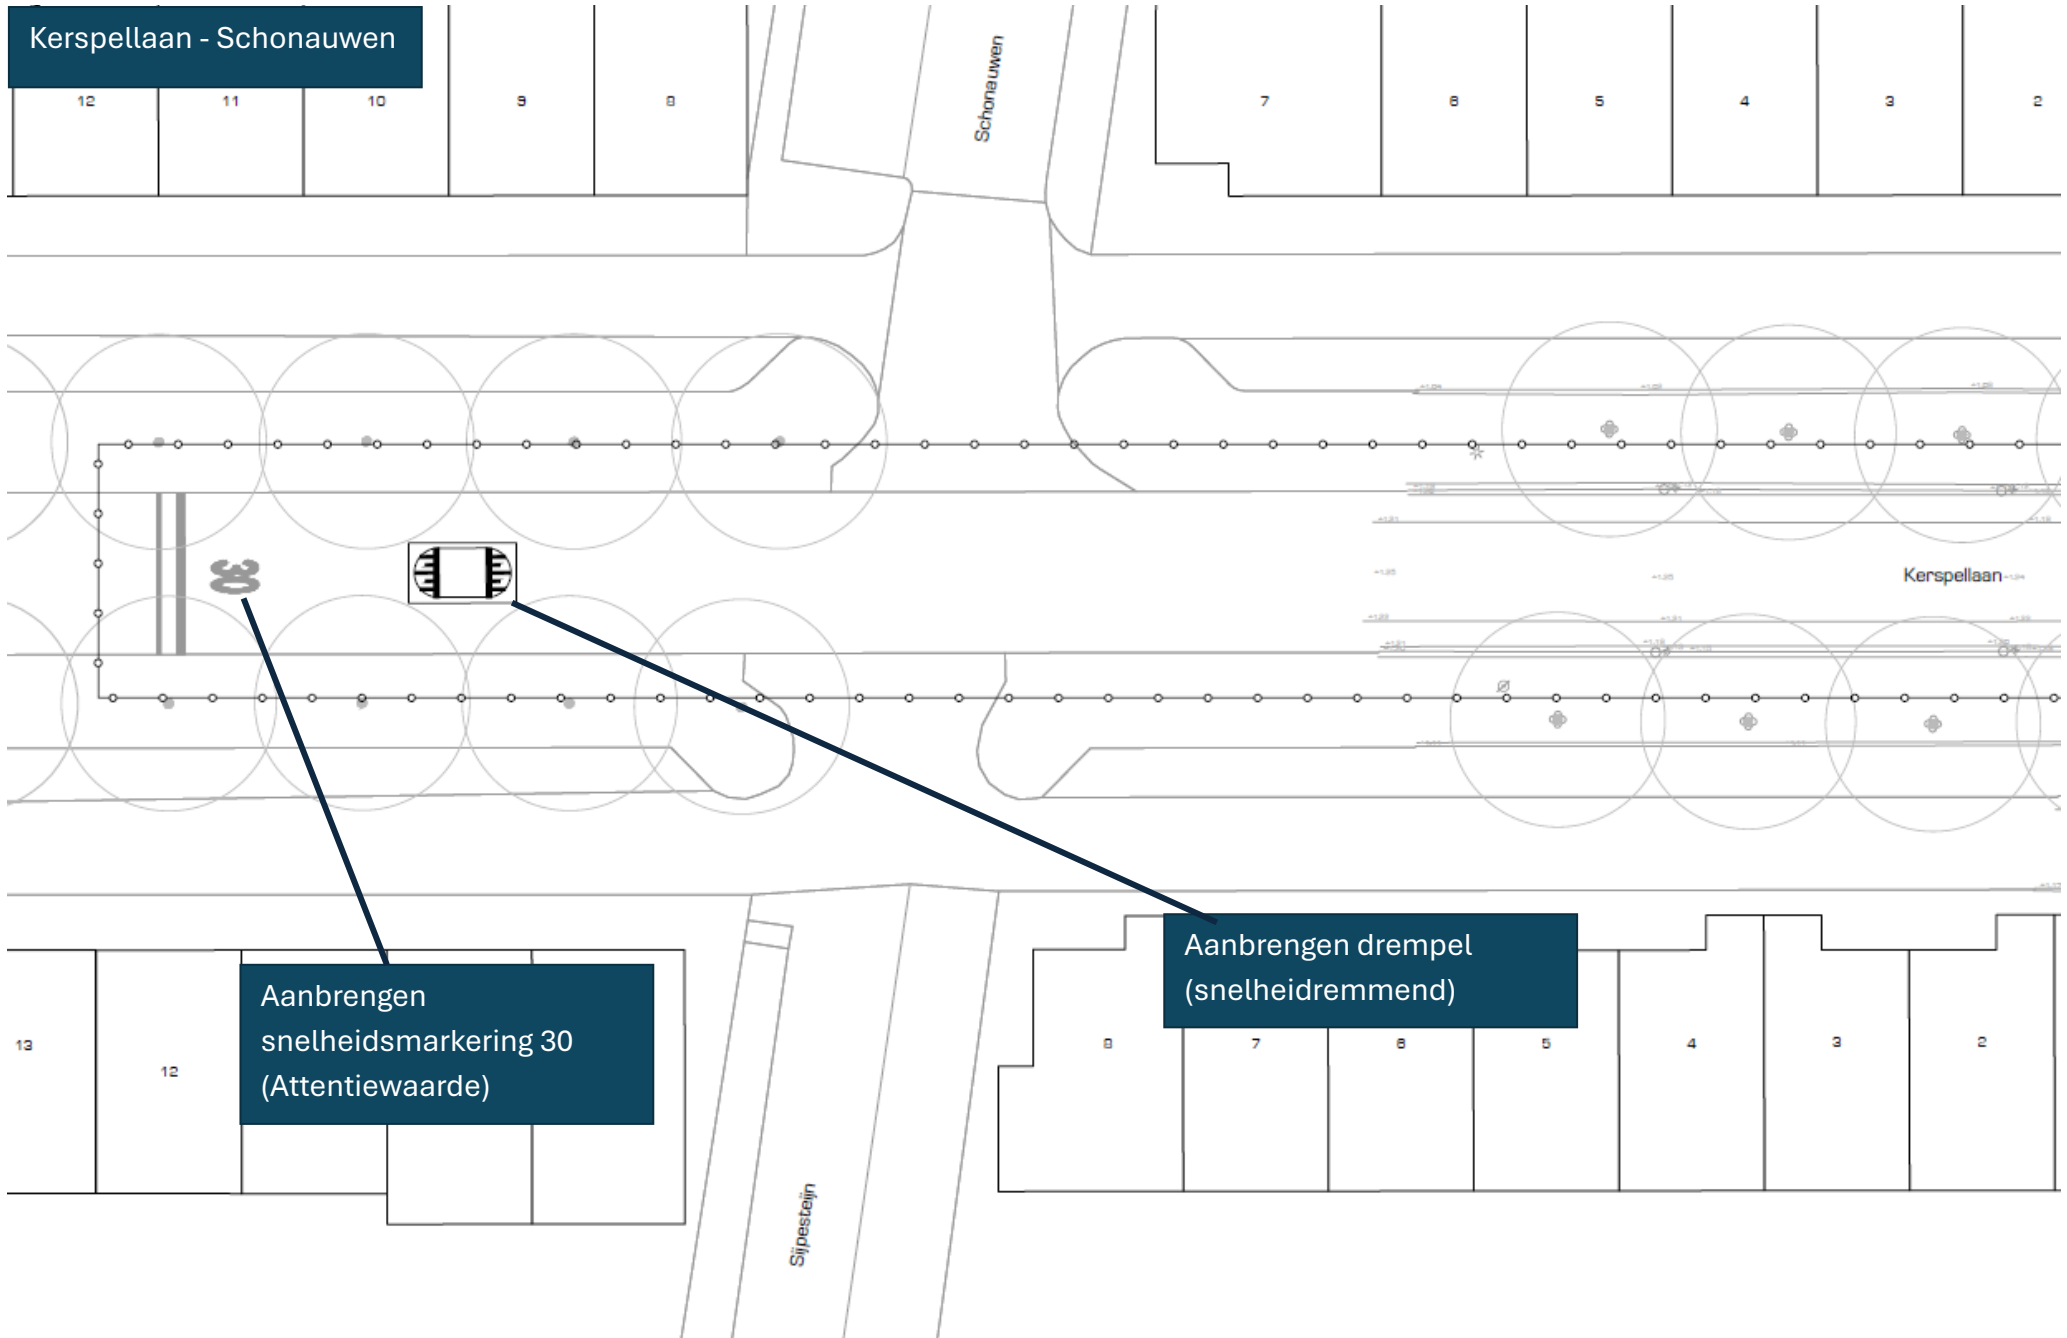 Kerspellaan - Schonauwen
12
11
10
9
8
Schonauwen
7
6
5
4
3
2
30
Kerspellaan
Aanbrengen
snelheidsmarkering 30
(Attentiewaarde)
Aanbrengen drempel
(snelheidremmend)
13
12
Sijpesteijn
8
7
6
5
4
3
2